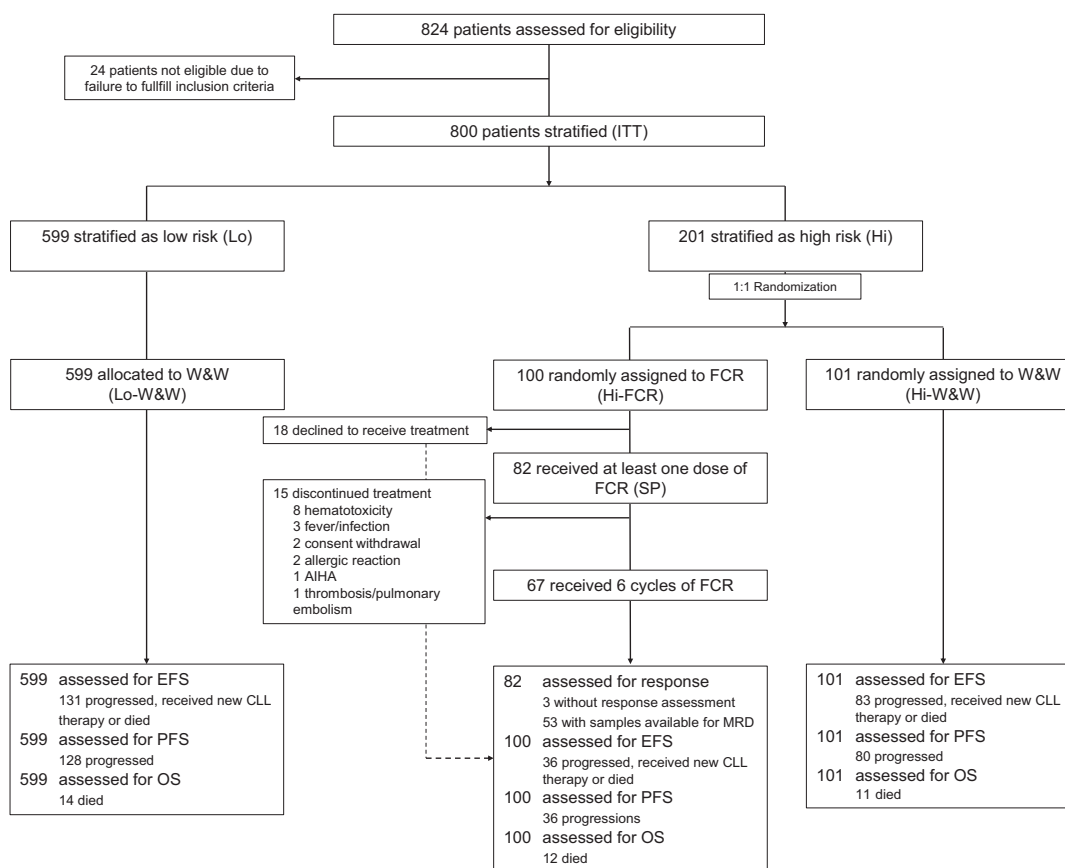 824 patients assessed for eligibility
24 patients not eligible due to
failure to fullfill inclusion criteria
800 patients stratified (ITT)
599 stratified as low risk (Lo)
201 stratified as high risk (Hi)
1:1 Randomization
599 allocated to W&W
(Lo-W&W)
100 randomly assigned to FCR
(Hi-FCR)
101 randomly assigned to W&W
(Hi-W&W)
18 declined to receive treatment
82 received at least one dose of
FCR (SP)
15 discontinued treatment
8 hematotoxicity
3 fever/infection
2 consent withdrawal
2 allergic reaction
1 AIHA
1 thrombosis/pulmonary
embolism
67 received 6 cycles of FCR
599 assessed for EFS
131 progressed, received new CLL
therapy or died
599 assessed for PFS
128 progressed
599 assessed for OS
14 died
82 assessed for response
3 without response assessment
53 with samples available for MRD
100 assessed for EFS
36 progressed, received new CLL
therapy or died
100 assessed for PFS
36 progressions
100 assessed for OS
12 died
101 assessed for EFS
83 progressed, received new CLL
therapy or died
101 assessed for PFS
80 progressed
101 assessed for OS
11 died